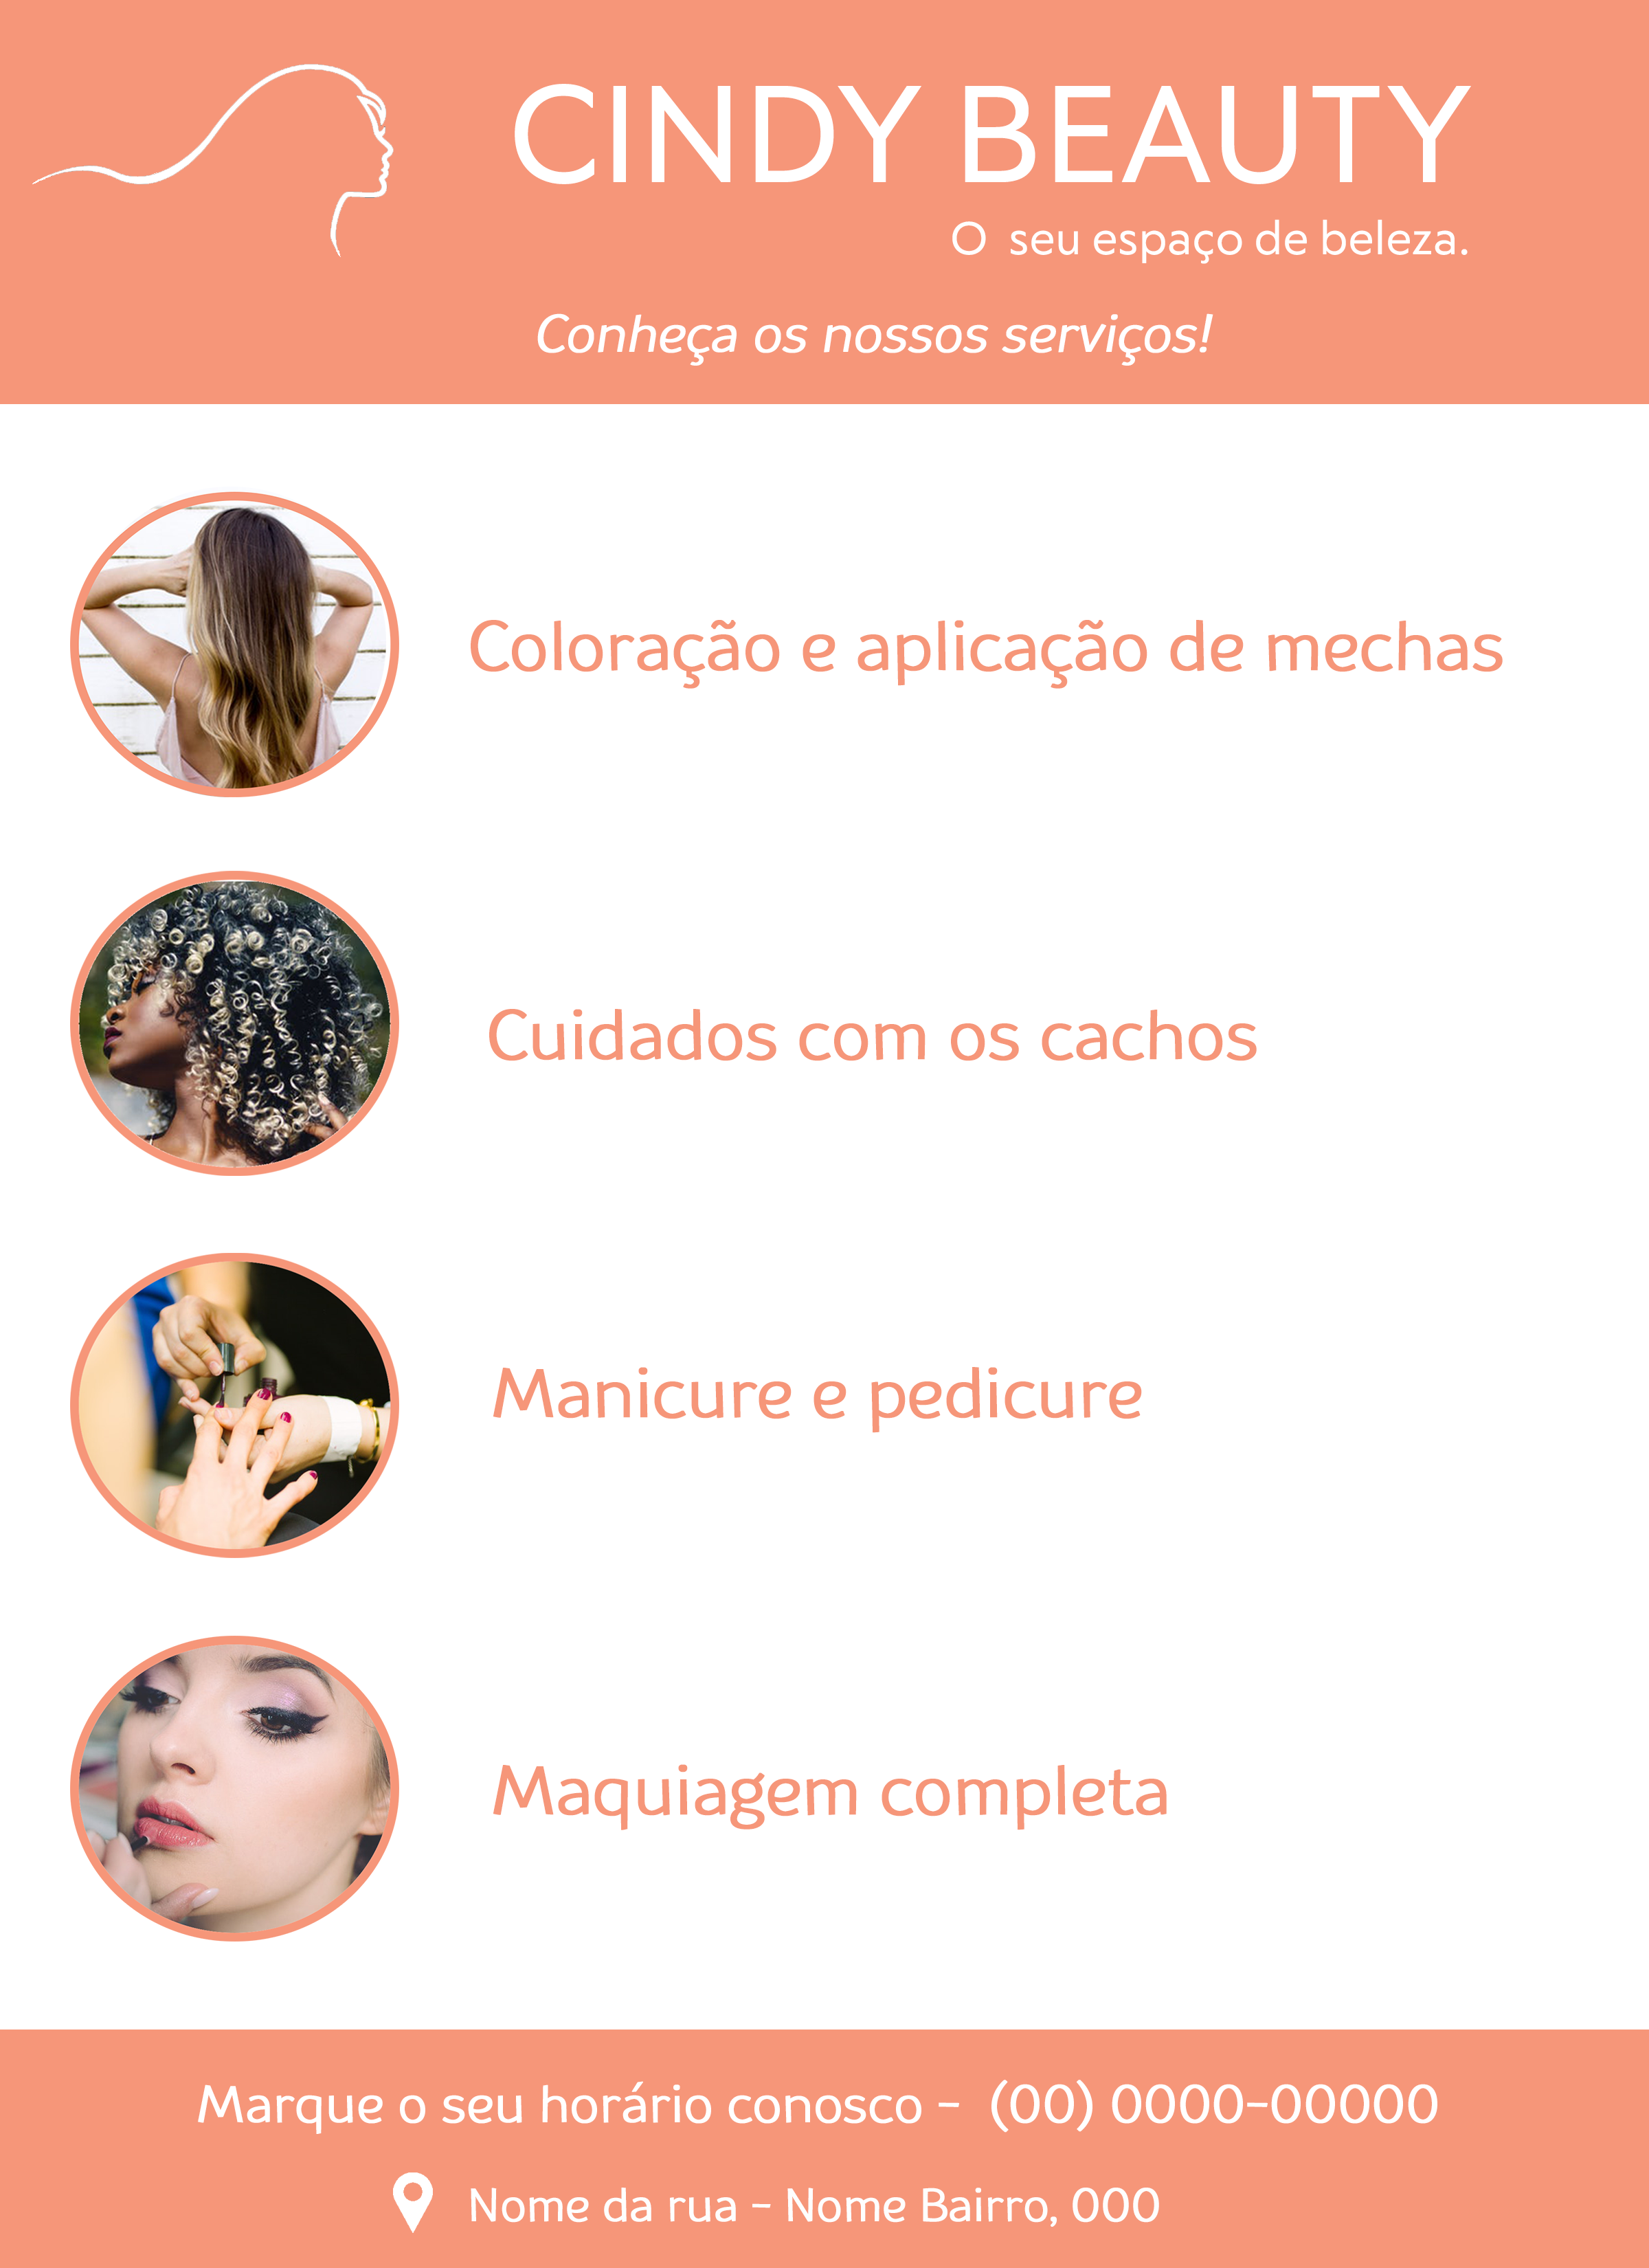 CINDY BEAUTY
O seu espaço de beleza.
Conheça os nossos serviços!
Coloração e aplicação de mechas
Cuidados com os cachos
Manicure e pedicure
Maquiagem completa
Marque o seu horário conosco - (00) 0000-00000
Nome da rua - Nome Bairro, 000